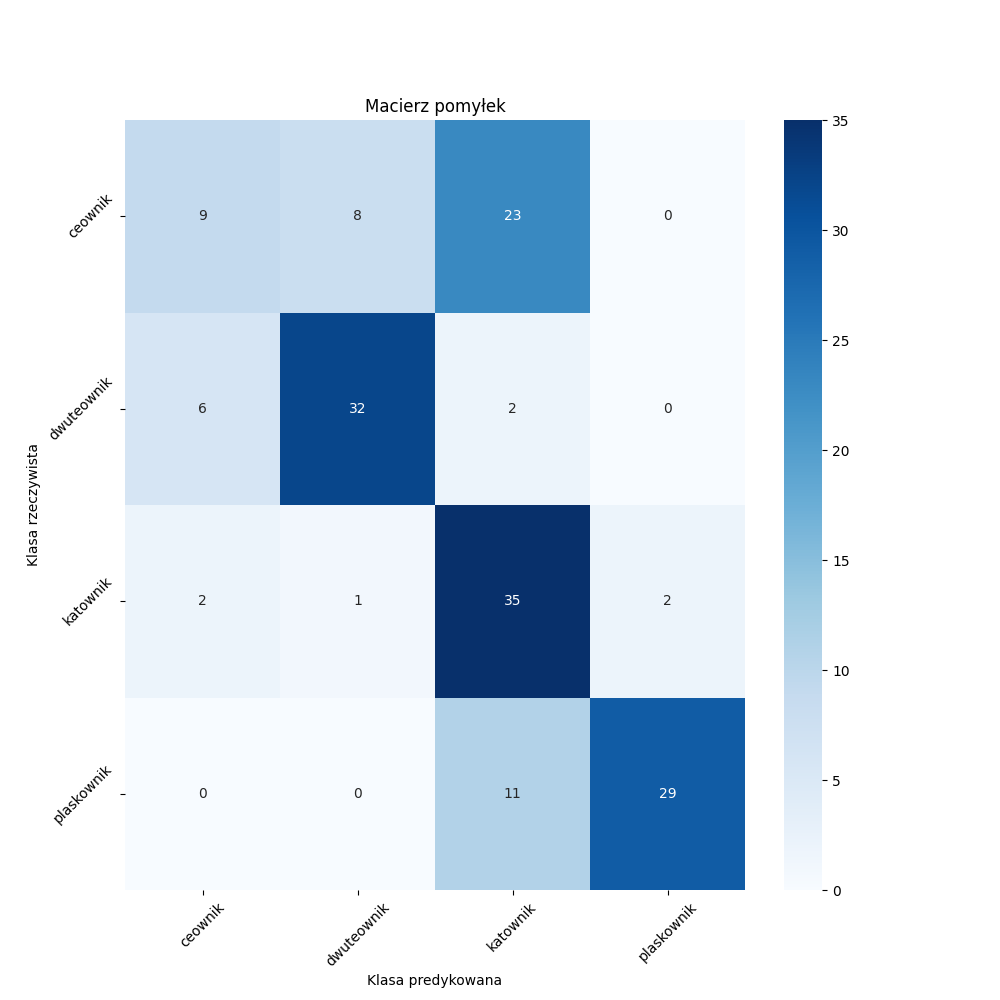 Macierz pomyłek
Klasa rzeczywista
ceownik
9 8 23 0
dwuteownik
6 32 2 0
katownik
2 1 35 2
plaskownik
0 0 11 29
ceownik dwuteownik katownik plaskownik
Klasa predykowana
35
30
25
20
15
10
5
0